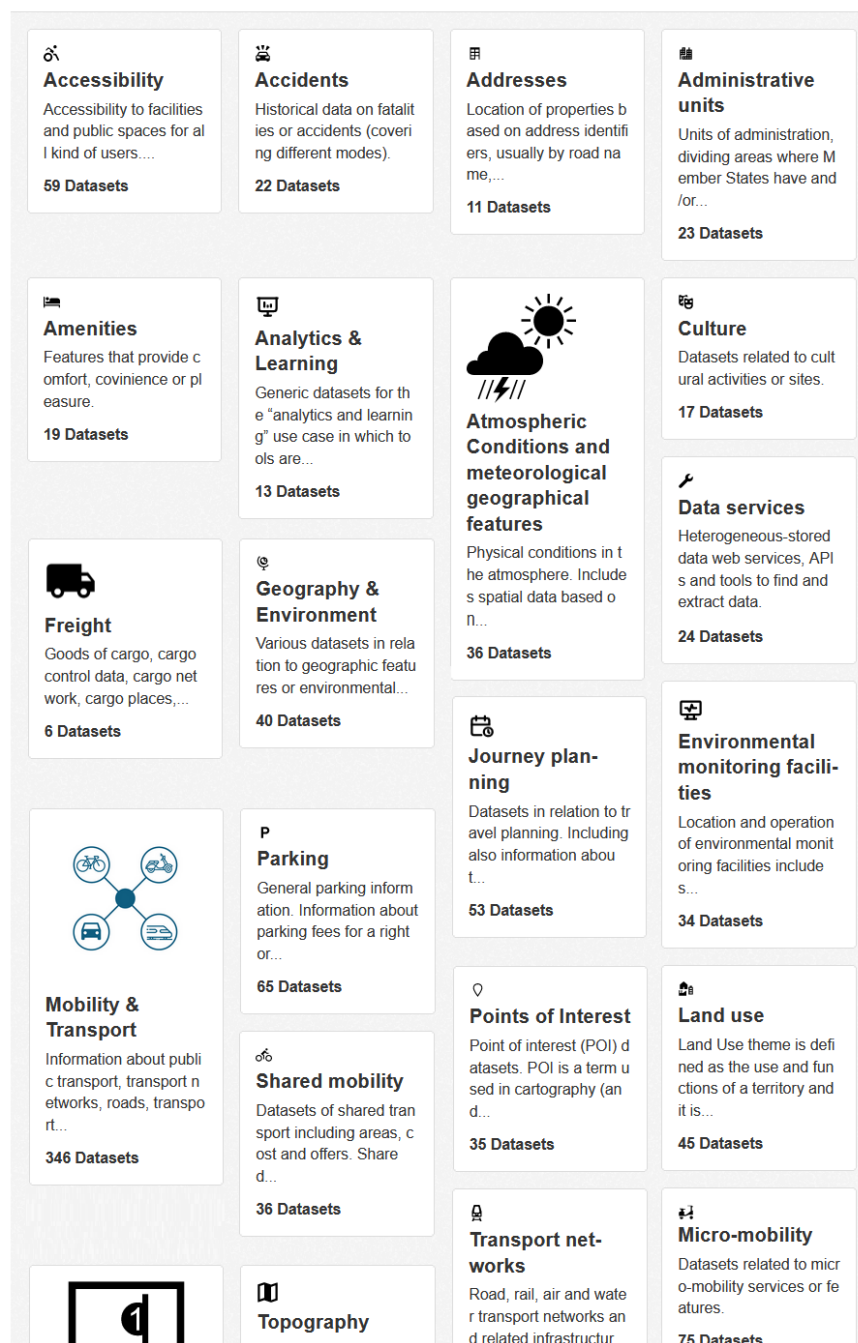 Accessibility
Accessibility to facilities
and public spaces for al
l kind of users....
59 Datasets
Accidents
Historical data on fatalit
ies or accidents (coveri
ng different modes).
22 Datasets
Addresses
Location of properties b
ased on address identifi
ers, usually by road na
me,...
11 Datasets
Administrative
units
Units of administration,
dividing areas where M
ember States have and
/or...
23 Datasets
Amenities
Features that provide c
omfort, covinience or pl
easure.
19 Datasets
Analytics &
Learning
Generic datasets for th
e “analytics and learnin
g” use case in which to
ols are...
13 Datasets
Atmospheric
Conditions and
meteorological
geographical
features
Physical conditions in t
he atmosphere. Include
s spatial data based o
n...
36 Datasets
Culture
Datasets related to cult
ural activities or sites.
17 Datasets
Data services
Heterogeneous-stored
data web services, API
s and tools to find and
extract data.
24 Datasets
Freight
Goods of cargo, cargo
control data, cargo net
work, cargo places,...
6 Datasets
Geography &
Environment
Various datasets in rela
tion to geographic featu
res or environmental...
40 Datasets
Journey plan-
ning
Datasets in relation to tr
avel planning. Including
also information abou
t...
53 Datasets
Environmental
monitoring facili-
ties
Location and operation
of environmental monit
oring facilities include
s...
34 Datasets
Mobility &
Transport
Information about publi
c transport, transport n
etworks, roads, transpo
rt...
346 Datasets
P
Parking
General parking inform
ation. Information about
parking fees for a right
or...
65 Datasets
Shared mobility
Datasets of shared tran
sport including areas, c
ost and offers. Share
d...
36 Datasets
Points of Interest
Point of interest (POI) d
atasets. POI is a term u
sed in cartography (an
d...
35 Datasets
Land use
Land Use theme is defi
ned as the use and fun
ctions of a territory and
it is...
45 Datasets
1
Topography
Transport net-
works
Road, rail, air and wate
r transport networks an
d related infrastructur
Micro-mobility
Datasets related to micr
o-mobility services or fe
atures.
75 Datasets